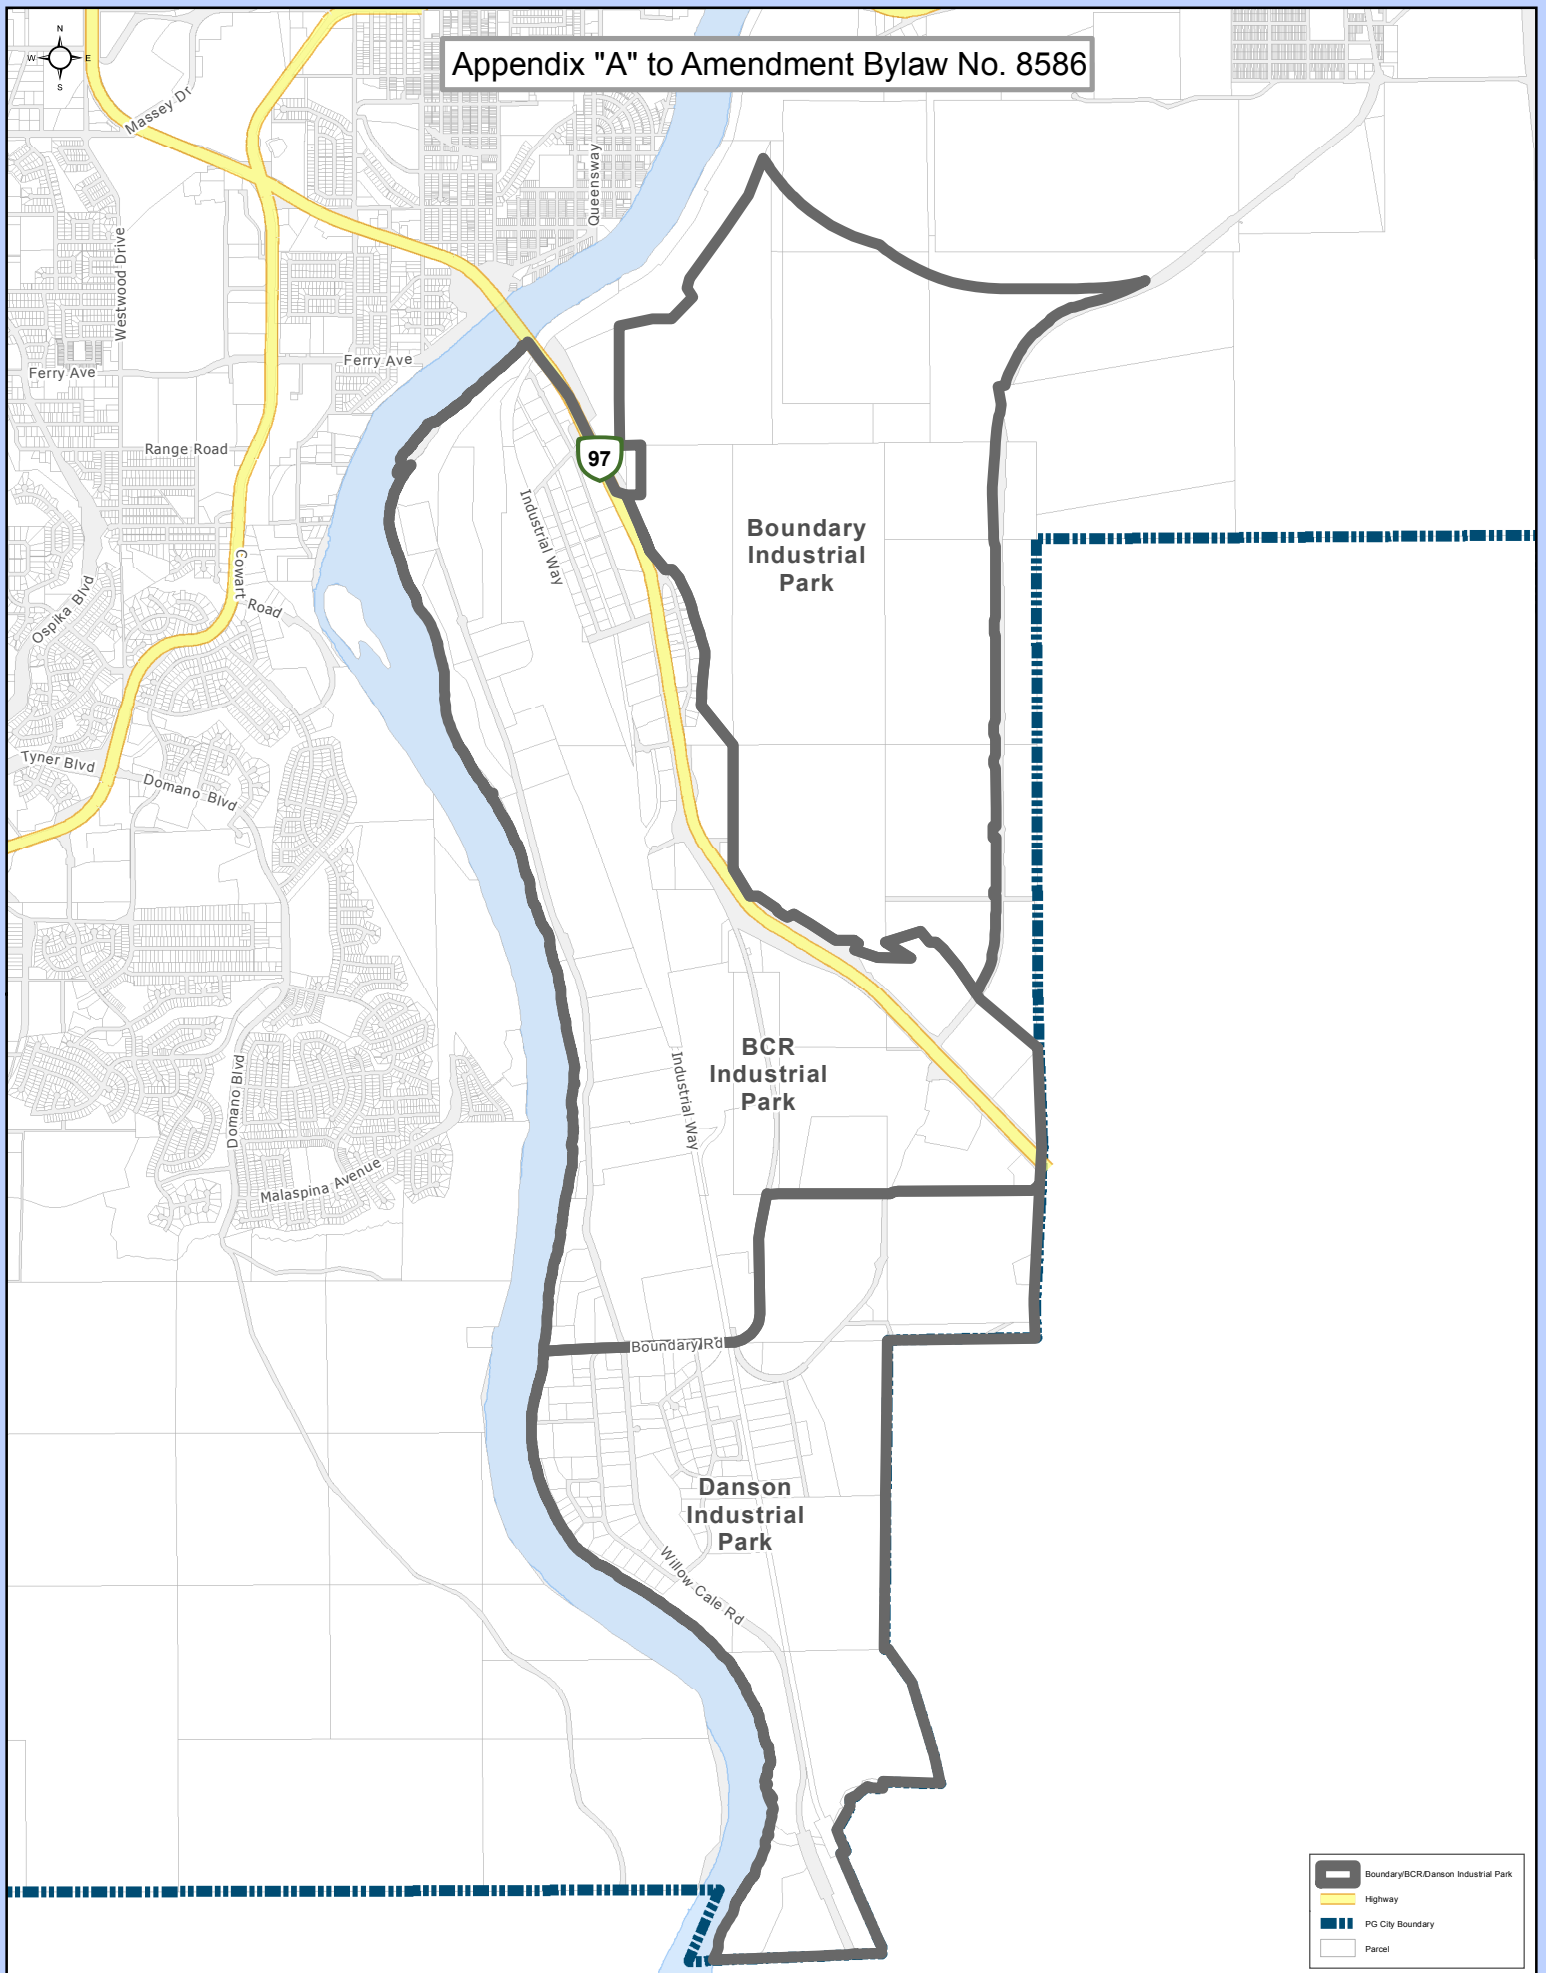 Appendix "A" to Amendment Bylaw No. 8586
N
W
E
S
Massey Dr
Queensway
Westwood Drive
Ferry Ave
Ferry Ave
Range Road
97
Industrial Way
Boundary
Industrial
Park
Cowart
Road
Ospika Blvd
Tyner Blvd
Domano Blvd
BCR
Industrial
Park
Industrial Way
Domano Blvd
Malaspina Avenue
Boundary Rd
Danson
Industrial
Park
Willow Cale Rd
Boundary/BCR/Danson Industrial Park
Highway
PG City Boundary
Parcel